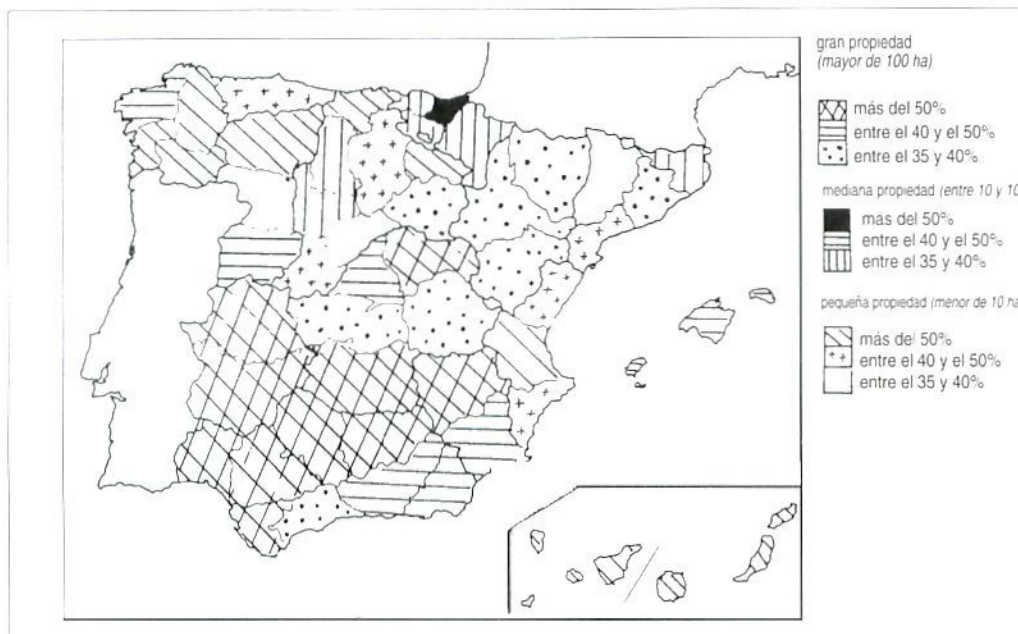 gran propiedad
(mayor de 100 ha)
más del 50%
entre el 40 y el 50%
entre el 35 y 40%
mediana propiedad (entre 10 y 10
más del 50%
entre el 40 y el 50%
entre el 35 y 40%
pequeña propiedad (menor de 10 ha
más del 50%
entre el 40 y el 50%
entre el 35 y 40%